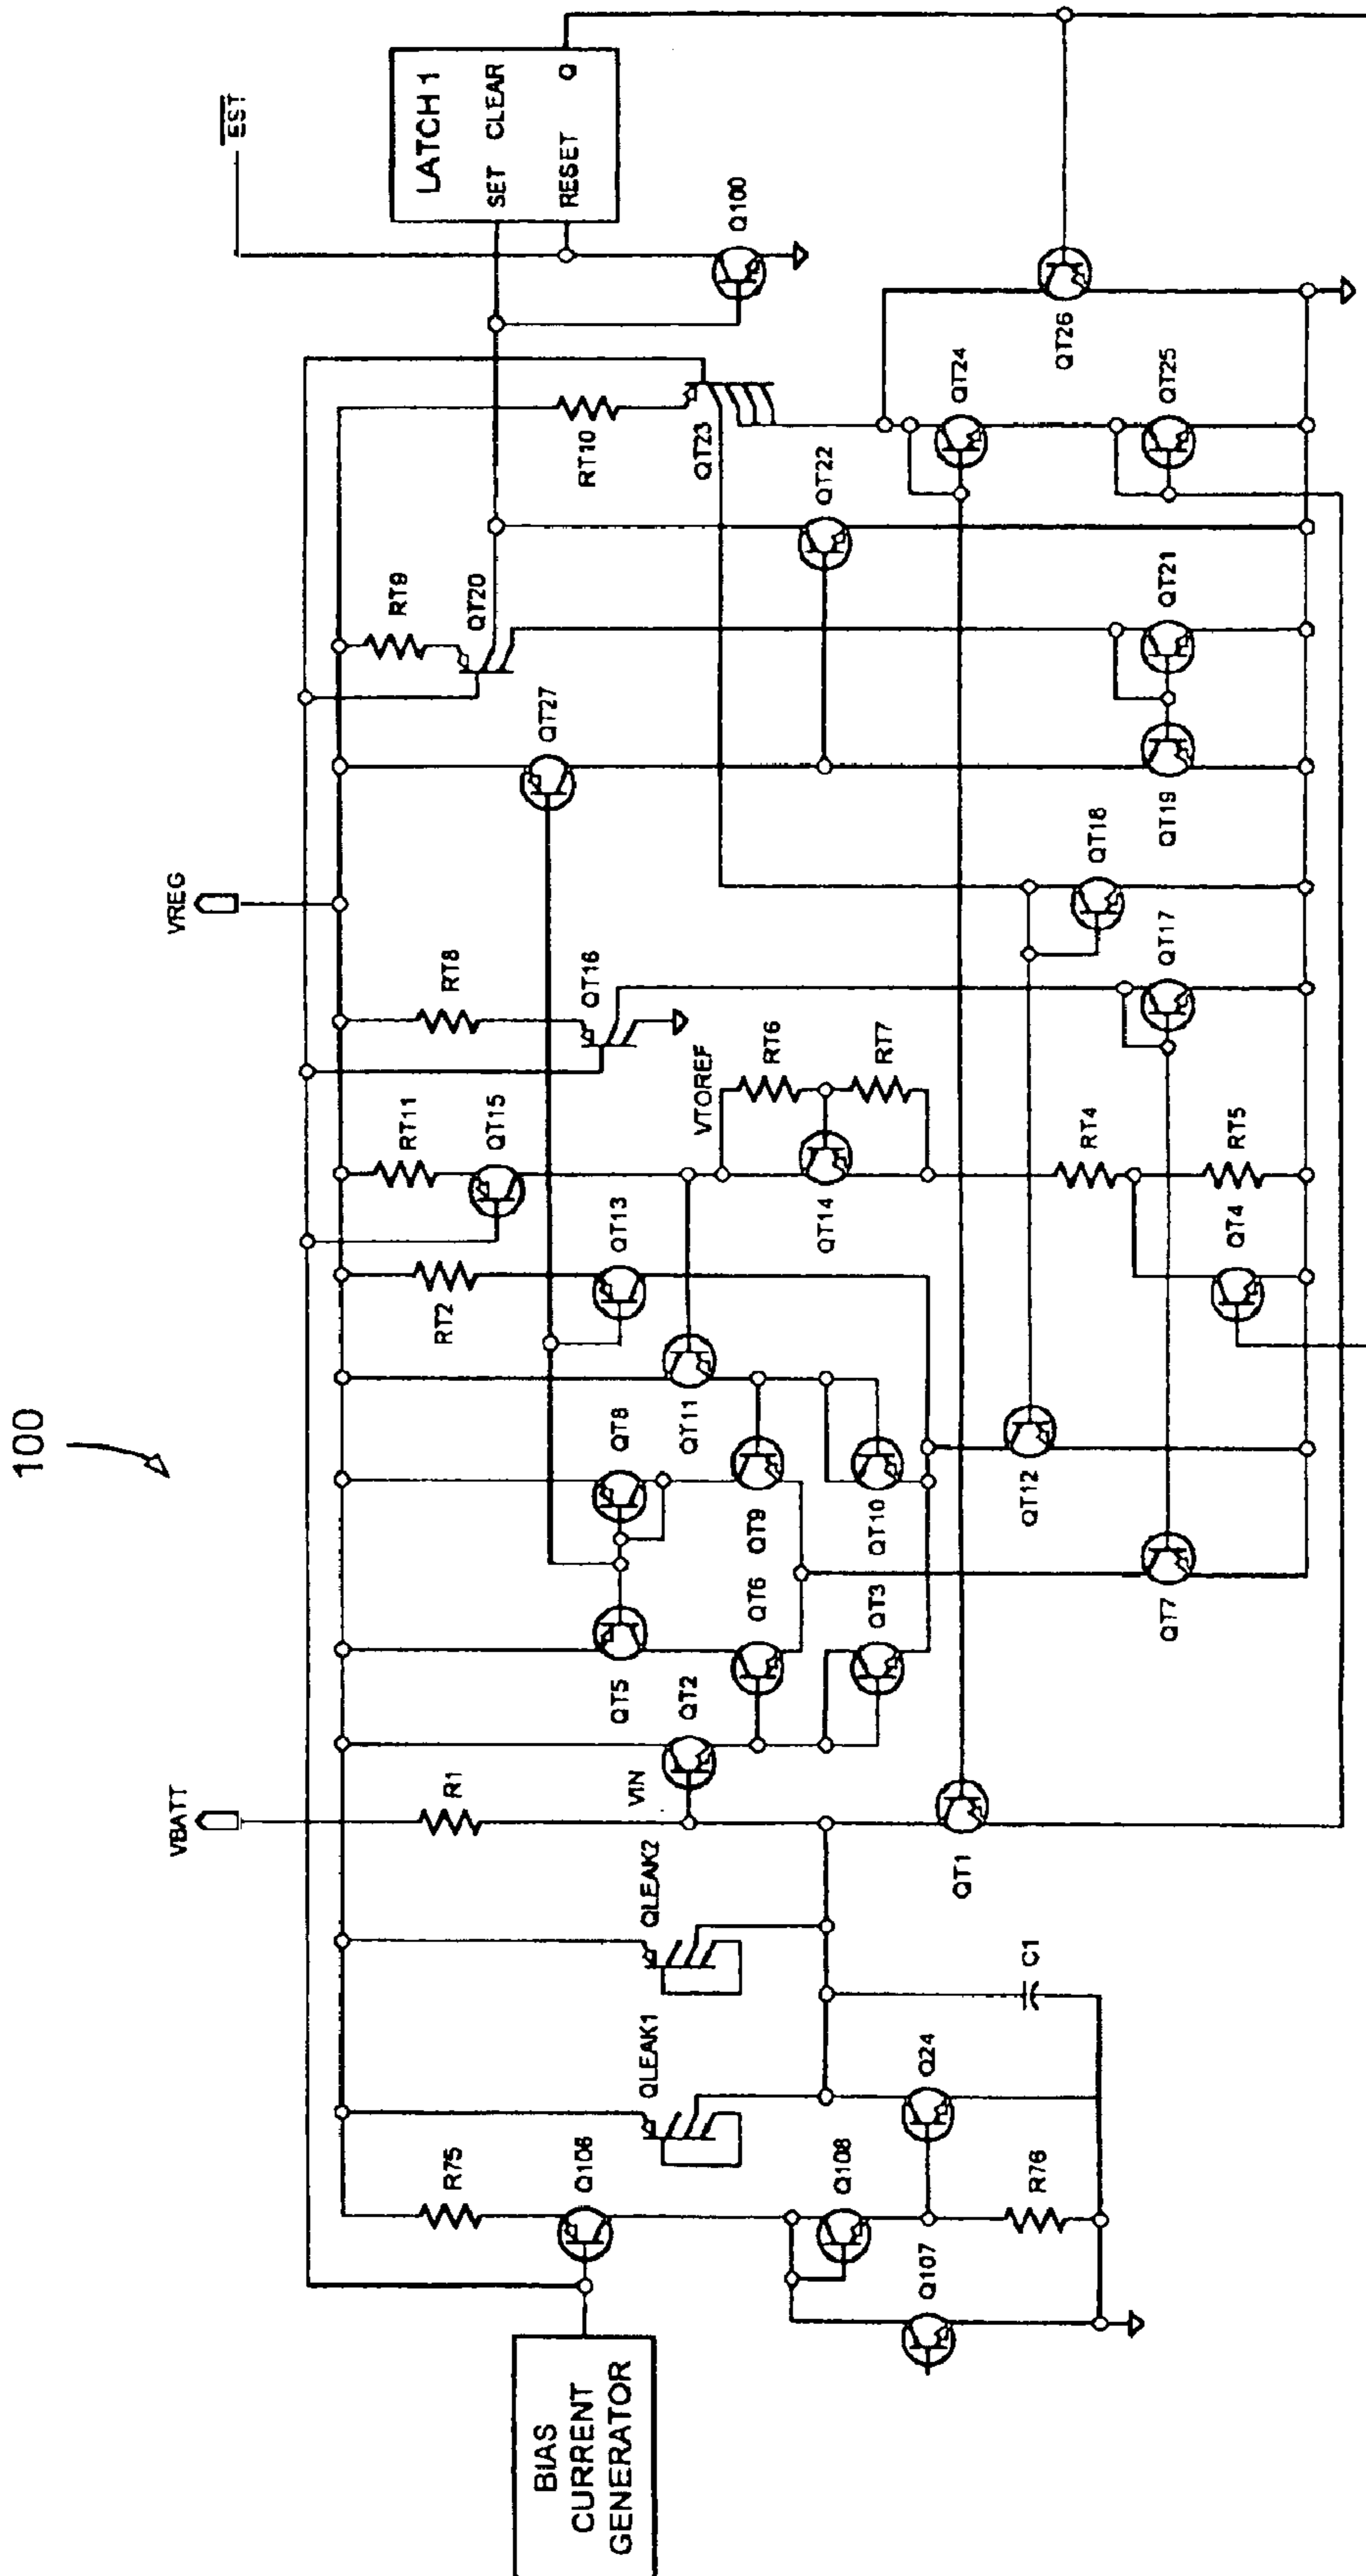 100
VBATT
VREG
EST
BIAS
CURRENT
GENERATOR
R75
Q106
Q108
Q107
R76
Q24
QLEAK1
QLEAK2
C1
R1
VIN
QT1
QT2
QT5
QT6
QT3
QT8
QT9
QT10
QT11
QT7
QT12
RT2
QT13
RT11
QT15
QT14
VTOREF
RT6
RT7
RT4
RT5
QT4
RT8
QT16
QT17
QT18
QT27
QT19
QT21
RT9
QT20
QT22
RT10
QT23
QT24
QT25
QT26
Q100
LATCH 1
SET CLEAR
RESET Q